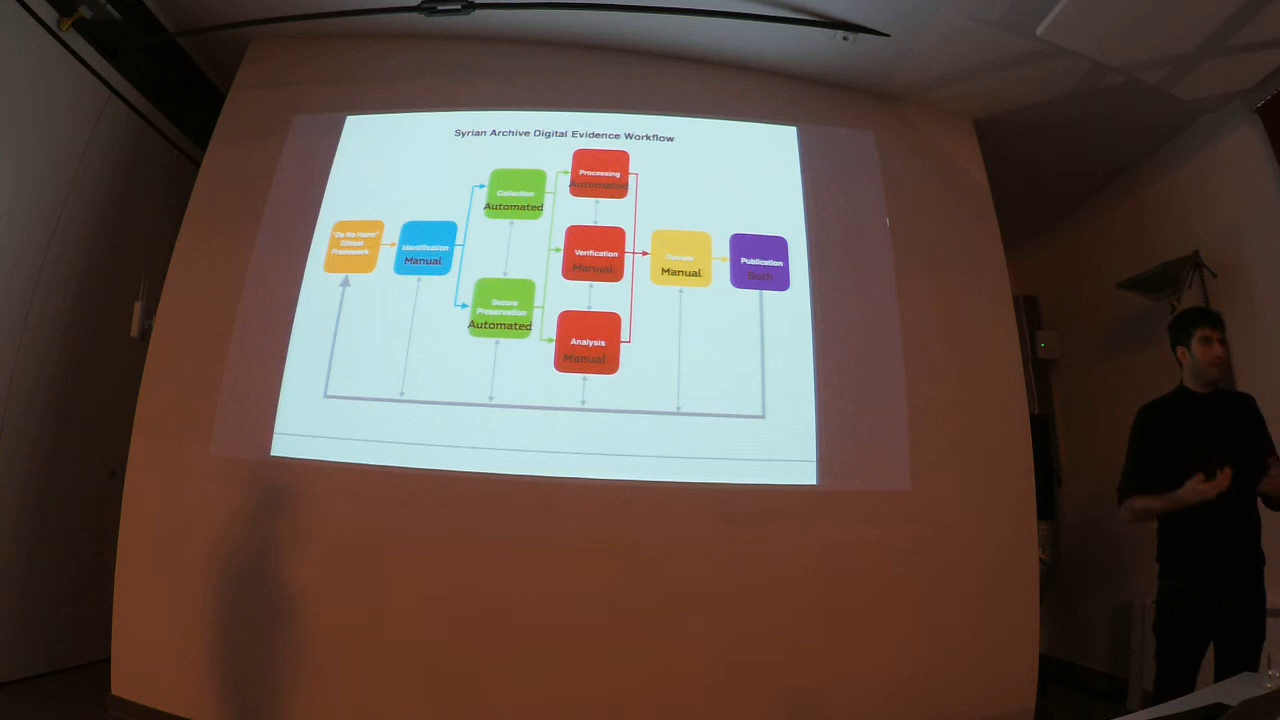 Syrian Archive Digital Evidence Workflow
"Do No Harm"
Ethical
Framework
Identification
Manual
Collection
Automated
Secure
Preservation
Automated
Processing
Automated
Verification
Manual
Analysis
Manual
Review
Manual
Publication
Both